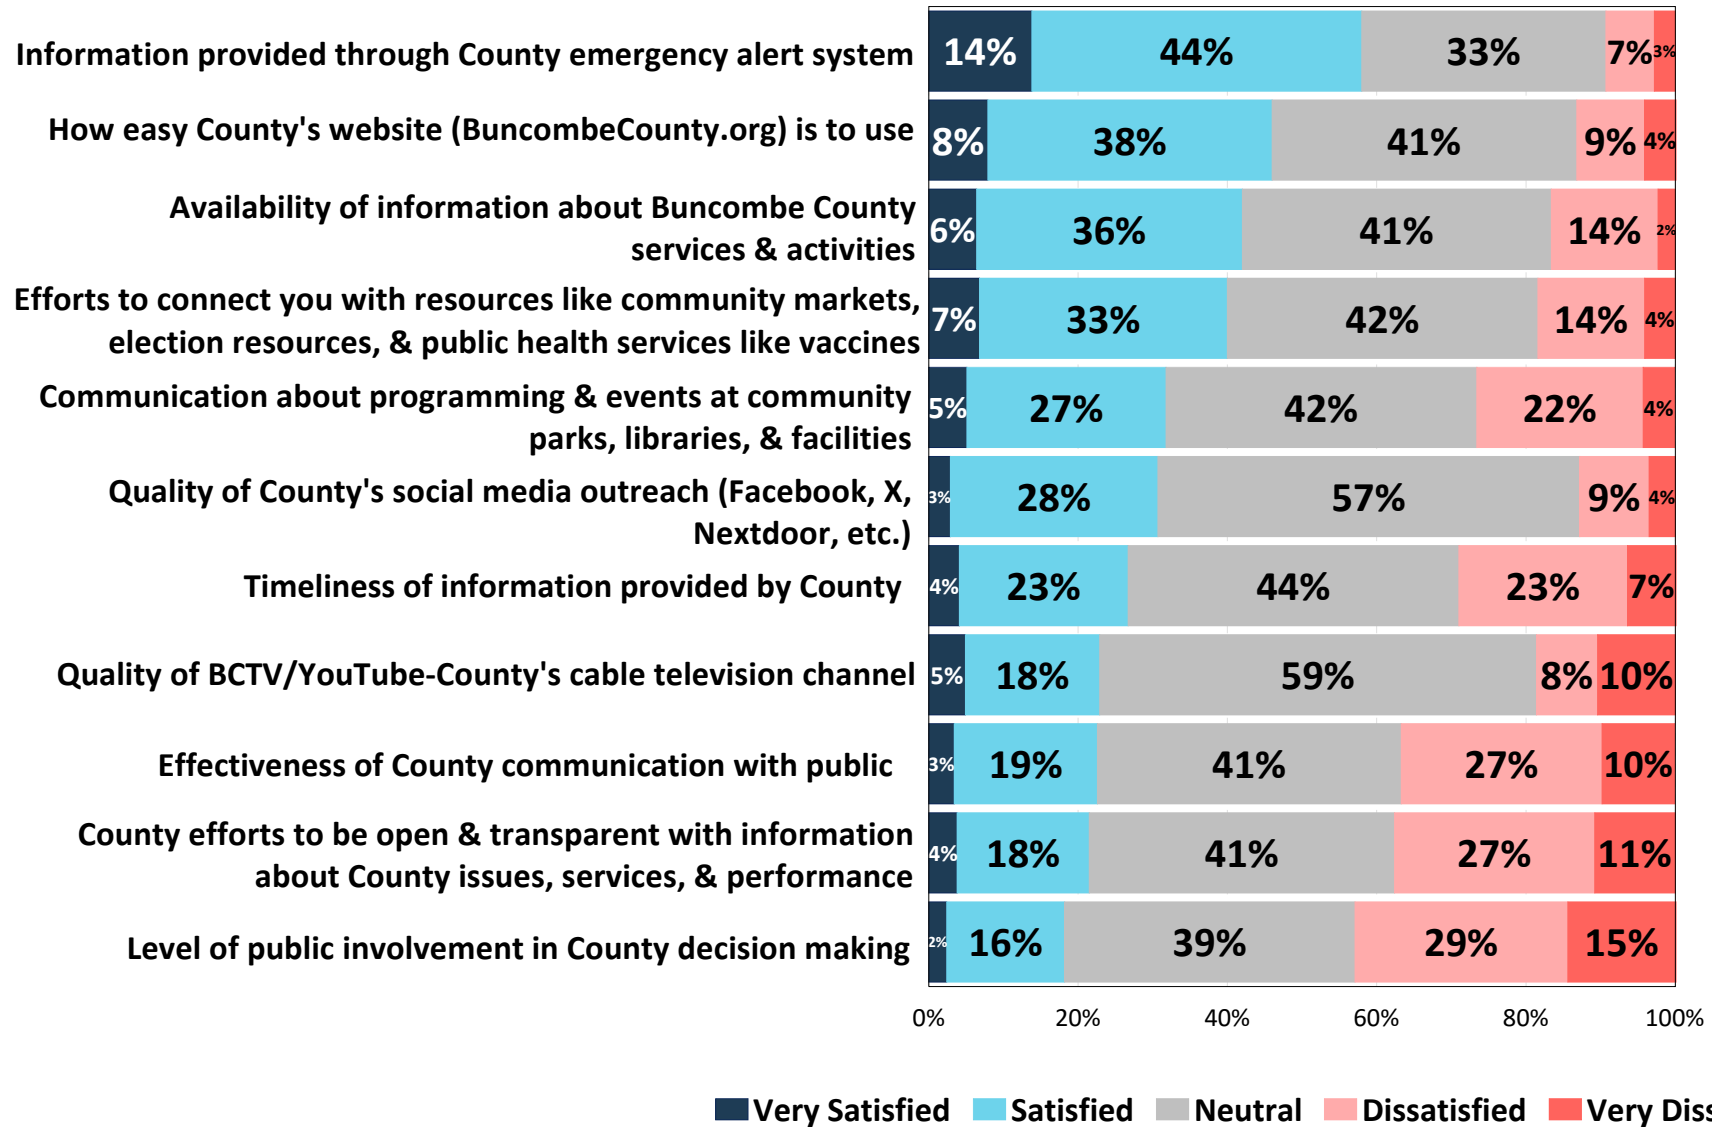 Information provided through County emergency alert system
14% 44% 33% 7% 3%
How easy County's website (BuncombeCounty.org) is to use
8% 38% 41% 9% 4%
Availability of information about Buncombe County
services & activities
6% 36% 41% 14% 2%
Efforts to connect you with resources like community markets,
election resources, & public health services like vaccines
7% 33% 42% 14% 4%
Communication about programming & events at community
parks, libraries, & facilities
5% 27% 42% 22% 4%
Quality of County's social media outreach (Facebook, X,
Nextdoor, etc.)
3% 28% 57% 9% 4%
Timeliness of information provided by County
4% 23% 44% 23% 7%
Quality of BCTV/YouTube-County's cable television channel
5% 18% 59% 8% 10%
Effectiveness of County communication with public
3% 19% 41% 27% 10%
County efforts to be open & transparent with information
about County issues, services, & performance
4% 18% 41% 27% 11%
Level of public involvement in County decision making
2% 16% 39% 29% 15%
0% 20% 40% 60% 80% 100%
Very Satisfied Satisfied Neutral Dissatisfied Very Diss